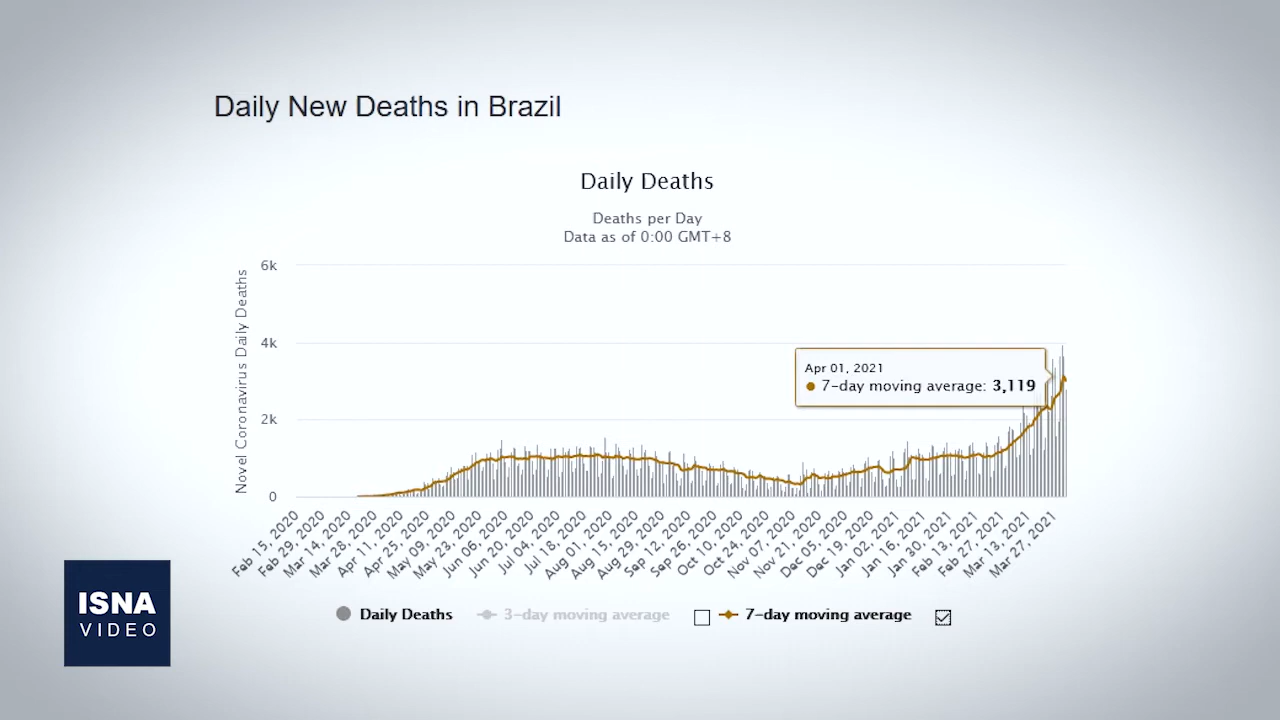 Daily New Deaths in Brazil
Daily Deaths
Deaths per Day
Data as of 0:00 GMT+8
Novel Coronavirus Daily Deaths
6k
4k
2k
0
Apr 01, 2021
7-day moving average: 3,119
Feb 15, 2020
Feb 29, 2020
Mar 14, 2020
Mar 28, 2020
Apr 11, 2020
Apr 25, 2020
May 09, 2020
May 23, 2020
Jun 06, 2020
Jun 20, 2020
Jul 04, 2020
Jul 18, 2020
Aug 01, 2020
Aug 15, 2020
Aug 29, 2020
Sep 12, 2020
Sep 26, 2020
Oct 10, 2020
Oct 24, 2020
Nov 07, 2020
Nov 21, 2020
Dec 05, 2020
Dec 19, 2020
Jan 02, 2021
Jan 16, 2021
Jan 30, 2021
Feb 13, 2021
Feb 27, 2021
Mar 13, 2021
Mar 27, 2021
Daily Deaths
3-day moving average
7-day moving average
ISNA
VIDEO